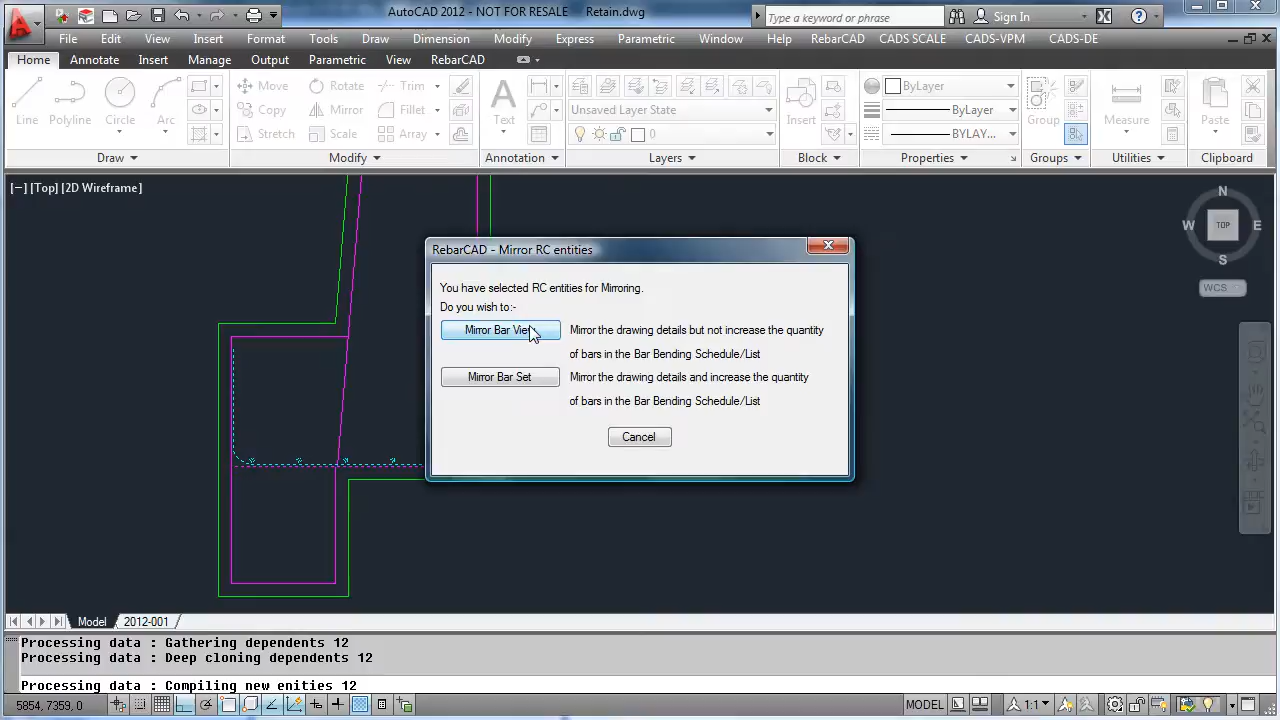 AutoCAD 2012 - NOT FOR RESALE Retain.dwg
Type a keyword or phrase
Sign In
File Edit View Insert Format Tools Draw Dimension Modify Express Parametric Window Help RebarCAD CADS SCALE CADS-VPM CADS-DE
Home Annotate Insert Manage Output Parametric View RebarCAD
Line Polyline Circle Arc
Move Rotate Trim
Copy Mirror Fillet
Stretch Scale Array
Text
Unsaved Layer State
0
Insert
ByLayer
ByLayer
BYLAY...
Group
Measure
Paste
Draw Modify Annotation Layers Block Properties Groups Utilities Clipboard
[−] [Top] [2D Wireframe]
N
W TOP E
S
WCS
RebarCAD - Mirror RC entities
You have selected RC entities for Mirroring.
Do you wish to:-
Mirror Bar View Mirror the drawing details but not increase the quantity
of bars in the Bar Bending Schedule/List
Mirror Bar Set Mirror the drawing details and increase the quantity
of bars in the Bar Bending Schedule/List
Cancel
Model 2012-001
Processing data : Gathering dependents 12
Processing data : Deep cloning dependents 12
Processing data : Compiling new enities 12
5854, 7359, 0
MODEL
1:1